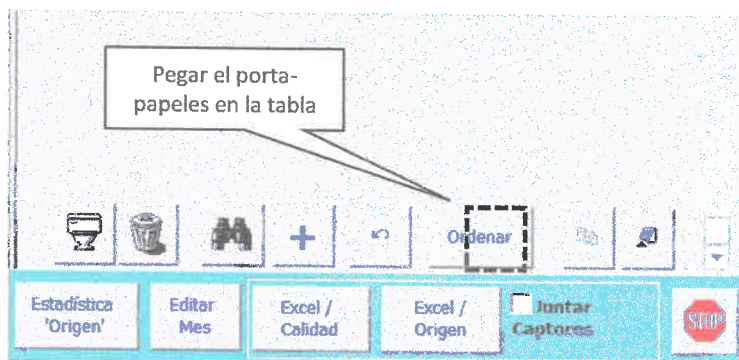 Pegar el porta-
papeles en la tabla
Ordenar
Estadística
'Origen'
Editar
Mes
Excel /
Calidad
Excel /
Origen
Juntar
Captores
STOP